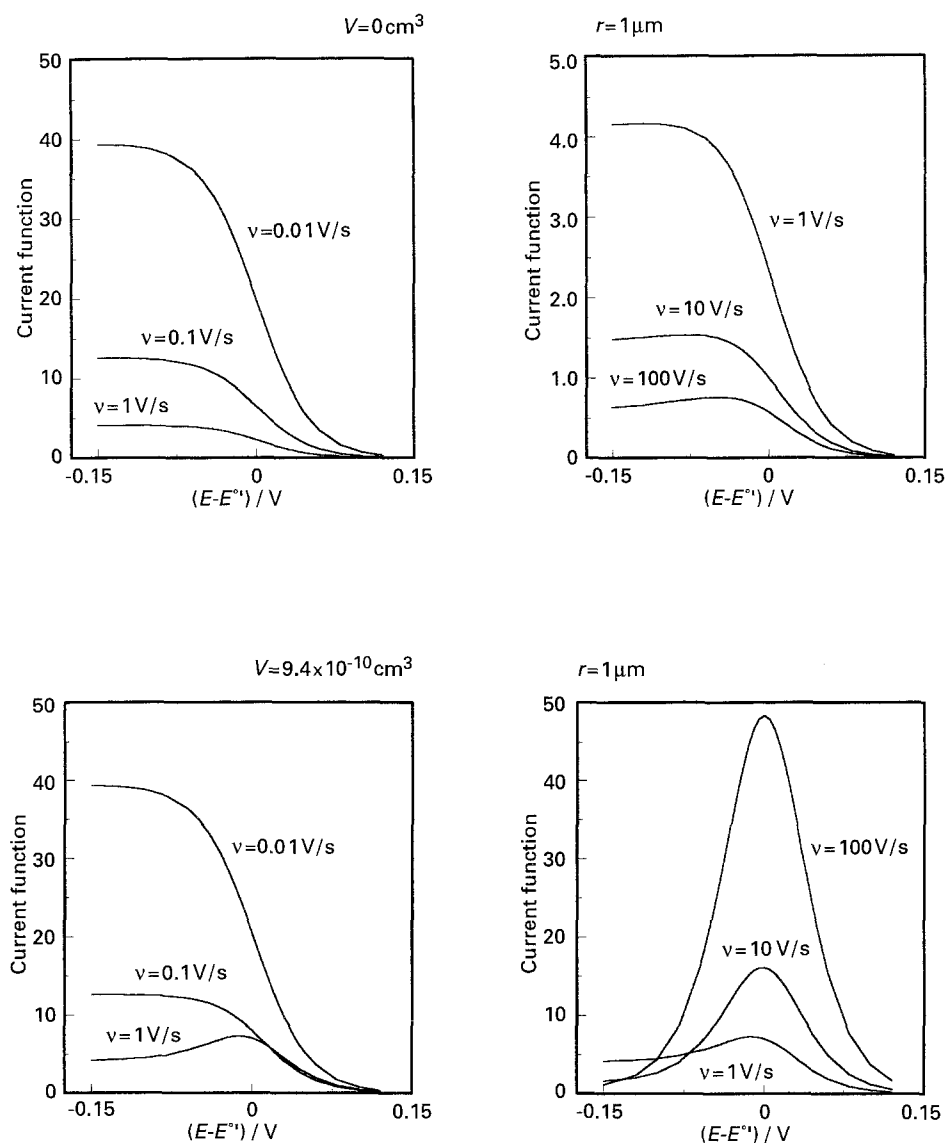 V=0cm³
50
40
30
20
10
0
Current function
ν=0.01V/s
ν=0.1V/s
ν=1V/s
-0.15
0
0.15
(E-E°') / V
r=1μm
5.0
4.0
3.0
2.0
1.0
0
Current function
ν=1V/s
ν=10V/s
ν=100V/s
-0.15
0
0.15
(E-E°') / V
V=9.4x10⁻¹⁰cm³
50
40
30
20
10
0
Current function
ν=0.01V/s
ν=0.1V/s
ν=1V/s
-0.15
0
0.15
(E-E°') / V
r=1μm
50
40
30
20
10
0
Current function
ν=100V/s
ν=10V/s
ν=1V/s
-0.15
0
0.15
(E-E°') / V